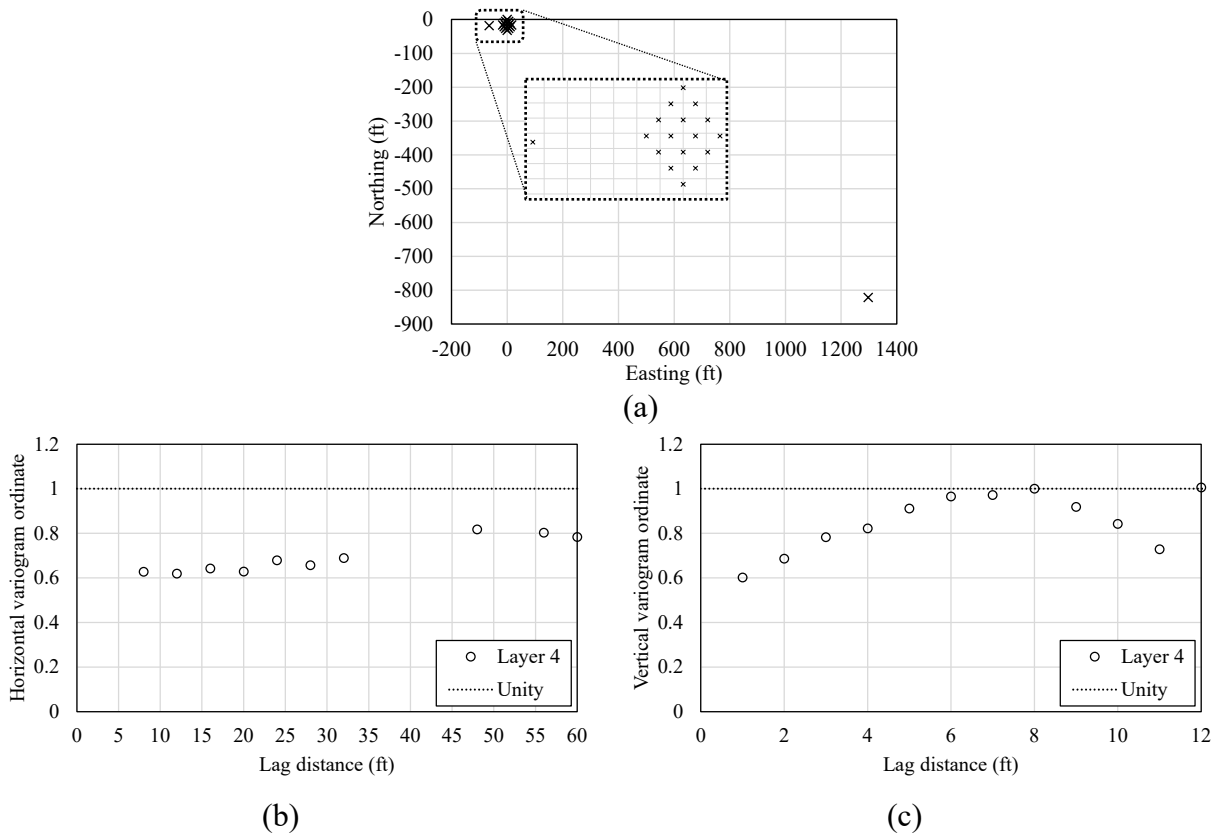 0
-100
-200
-300
-400
-500
-600
-700
-800
-900
Northing (ft)
-200 0 200 400 600 800 1000 1200 1400
Easting (ft)
(a)
1.2
1
0.8
0.6
0.4
0.2
0
Horizontal variogram ordinate
Layer 4
Unity
0 5 10 15 20 25 30 35 40 45 50 55 60
Lag distance (ft)
(b)
1.2
1
0.8
0.6
0.4
0.2
0
Vertical variogram ordinate
Layer 4
Unity
0 2 4 6 8 10 12
Lag distance (ft)
(c)